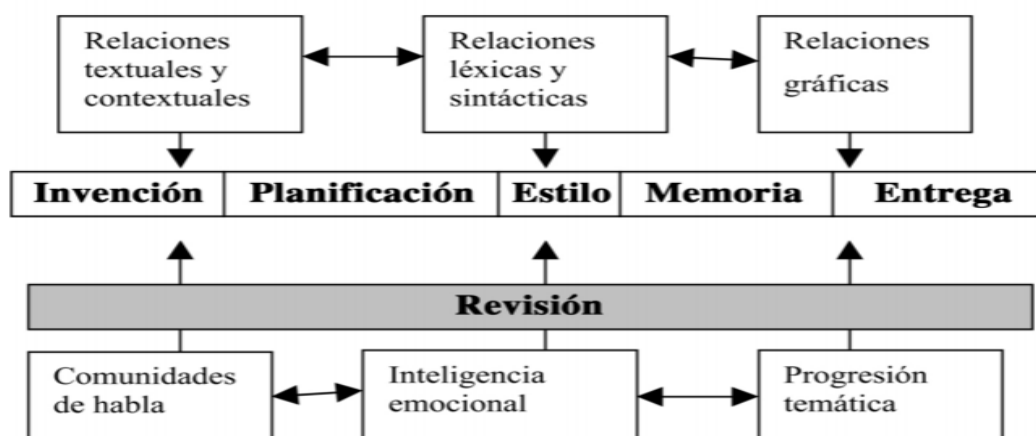 Relaciones
textuales y
contextuales
Relaciones
léxicas y
sintácticas
Relaciones
gráficas
Invención Planificación Estilo Memoria Entrega
Revisión
Comunidades
de habla
Inteligencia
emocional
Progresión
temática